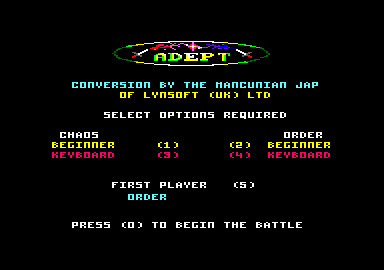 ADEPT
CONVERSION BY THE MANCUNIAN JAP
OF LYNSOFT (UK) LTD
SELECT OPTIONS REQUIRED
CHAOS ORDER
BEGINNER (1) (2) BEGINNER
KEYBOARD (3) (4) KEYBOARD
FIRST PLAYER (5)
ORDER
PRESS (0) TO BEGIN THE BATTLE